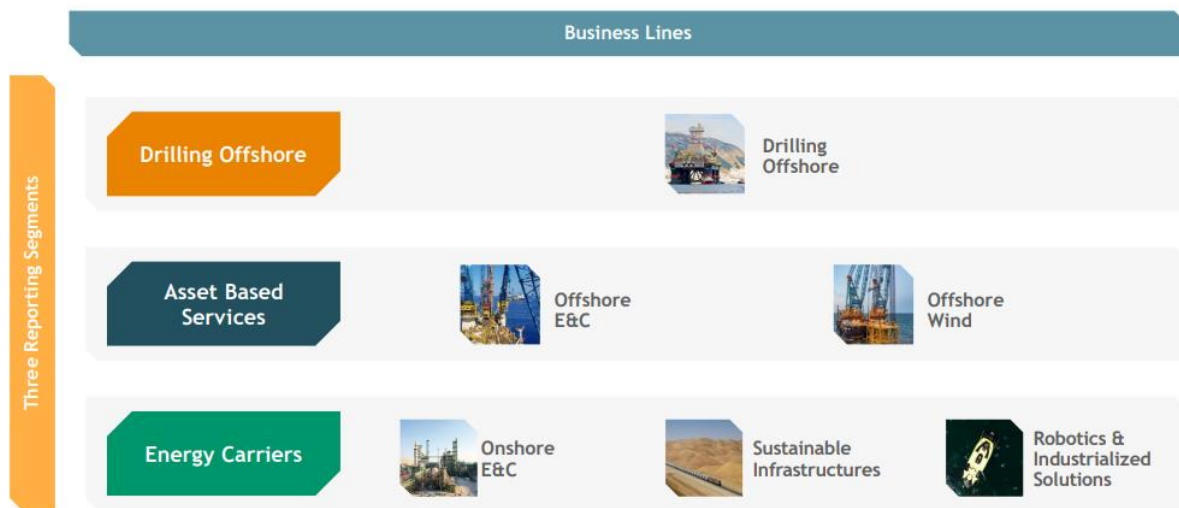 Business Lines
Three Reporting Segments
Drilling Offshore
Drilling
Offshore
Asset Based
Services
Offshore
E&C
Offshore
Wind
Energy Carriers
Onshore
E&C
Sustainable
Infrastructures
Robotics &
Industrialized
Solutions